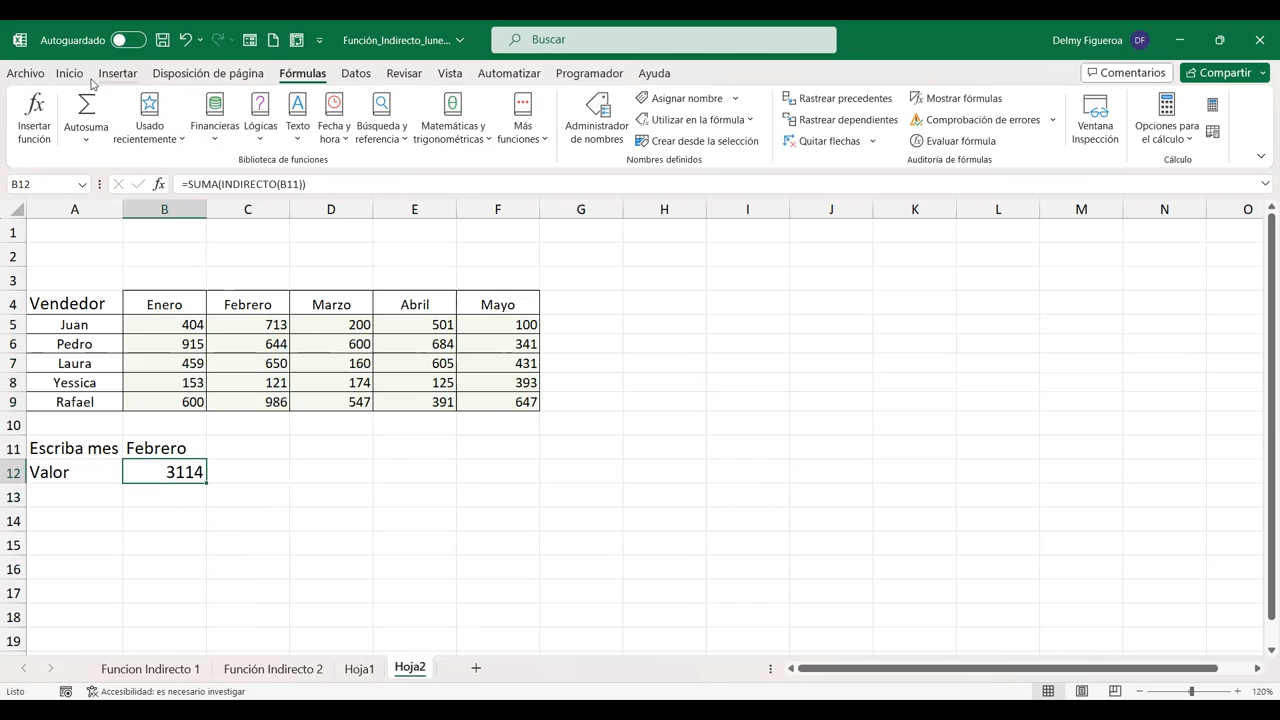 Autoguardado
Función_Indirecto_lune...
Buscar
Delmy Figueroa DF
Archivo Inicio Insertar Disposición de página Fórmulas Datos Revisar Vista Automatizar Programador Ayuda
Comentarios Compartir
Insertar función
Autosuma
Usado recientemente
Financieras
Lógicas
Texto
Fecha y hora
Búsqueda y referencia
Matemáticas y trigonométricas
Más funciones
Biblioteca de funciones
Administrador de nombres
Asignar nombre
Utilizar en la fórmula
Crear desde la selección
Nombres definidos
Rastrear precedentes
Rastrear dependientes
Quitar flechas
Mostrar fórmulas
Comprobación de errores
Evaluar fórmula
Auditoría de fórmulas
Ventana Inspección
Opciones para el cálculo
Cálculo
B12 fx =SUMA(INDIRECTO(B11))
A B C D E F G H I J K L M N O
1
2
3
4 Vendedor Enero Febrero Marzo Abril Mayo
5 Juan 404 713 200 501 100
6 Pedro 915 644 600 684 341
7 Laura 459 650 160 605 431
8 Yessica 153 121 174 125 393
9 Rafael 600 986 547 391 647
10
11 Escriba mes Febrero
12 Valor 3114
13
14
15
16
17
18
19
Funcion Indirecto 1 Función Indirecto 2 Hoja1 Hoja2
Listo Accesibilidad: es necesario investigar 120%